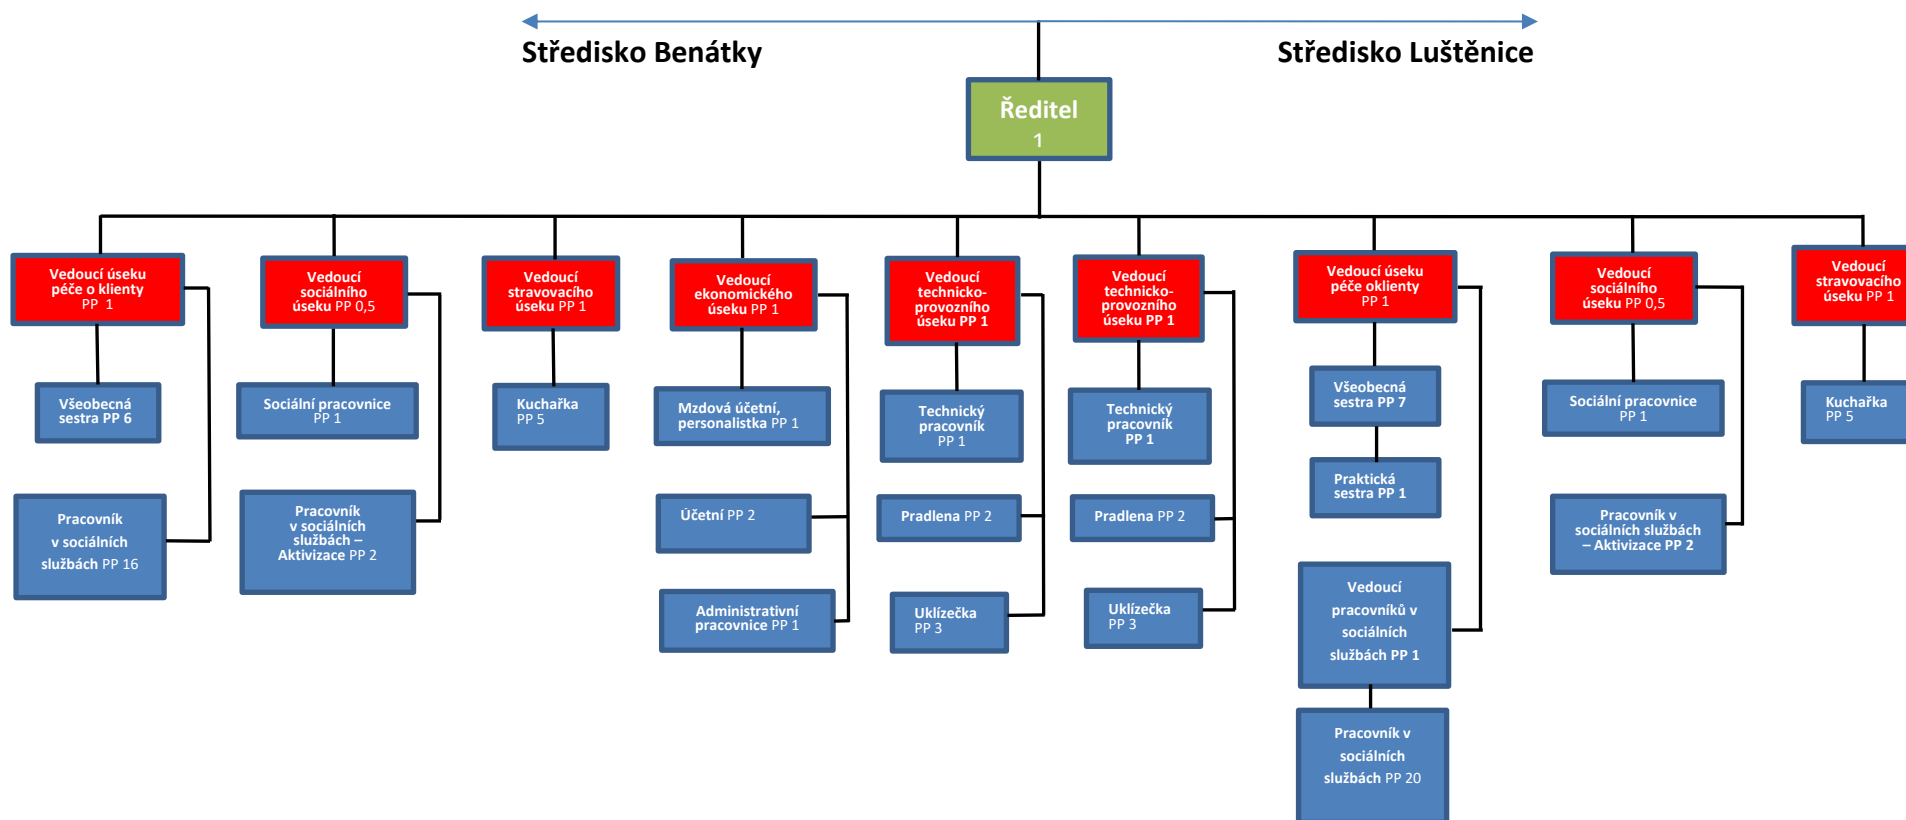 Středisko Benátky
Středisko Luštěnice
Ředitel
1
Vedoucí úseku
péče o klienty
PP 1
Vedoucí
sociálního
úseku PP 0,5
Vedoucí
stravovacího
úseku PP 1
Vedoucí
ekonomického
úseku PP 1
Vedoucí
technicko-
provozního
úseku PP 1
Vedoucí
technicko-
provozního
úseku PP 1
Vedoucí úseku
péče oklienty
PP 1
Vedoucí
sociálního
úseku PP 0,5
Vedoucí
stravovacího
úseku PP 1
Všeobecná
sestra PP 6
Sociální pracovnice
PP 1
Kuchařka
PP 5
Mzdová účetní,
personalistka PP 1
Technický
pracovník
PP 1
Technický
pracovník
PP 1
Všeobecná
sestra PP 7
Sociální pracovnice
PP 1
Kuchařka
PP 5
Praktická
sestra PP 1
Pracovník
v sociálních
službách PP 16
Pracovník
v sociálních
službách –
Aktivizace PP 2
Účetní PP 2
Pradlena PP 2
Pradlena PP 2
Pracovník v
sociálních službách
– Aktivizace PP 2
Administrativní
pracovnice PP 1
Uklízečka
PP 3
Uklízečka
PP 3
Vedoucí
pracovníků v
sociálních
službách PP 1
Pracovník v
sociálních
službách PP 20